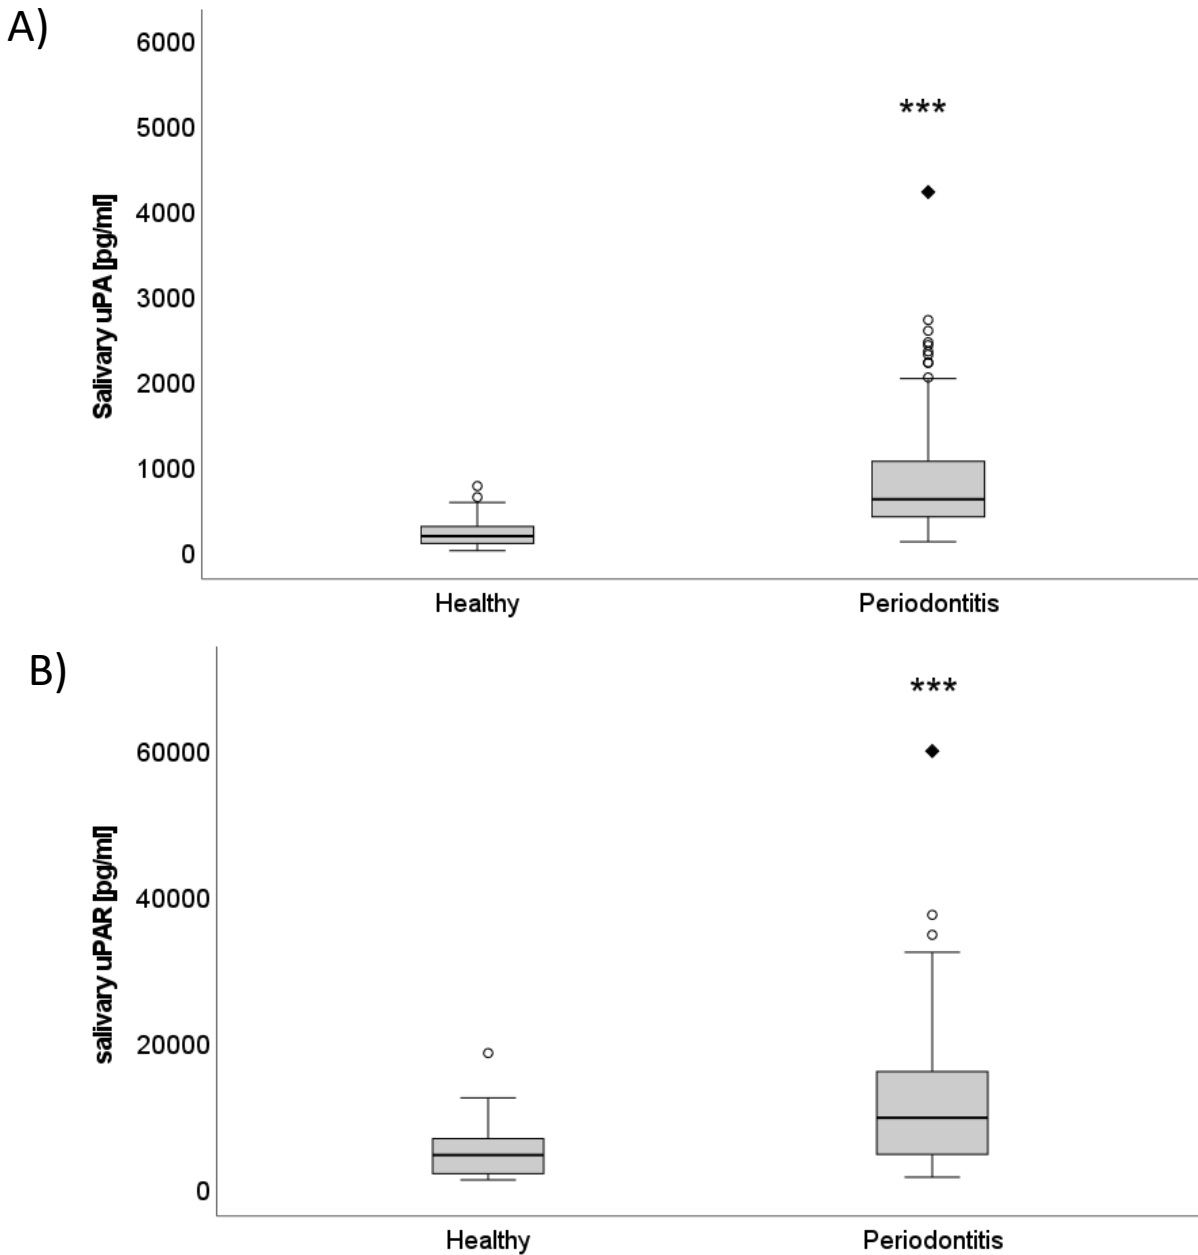 A)
6000
5000
4000
3000
2000
1000
0
Salivary uPA [pg/ml]
***
Healthy
Periodontitis
B)
60000
40000
20000
0
salivary uPAR [pg/ml]
***
Healthy
Periodontitis